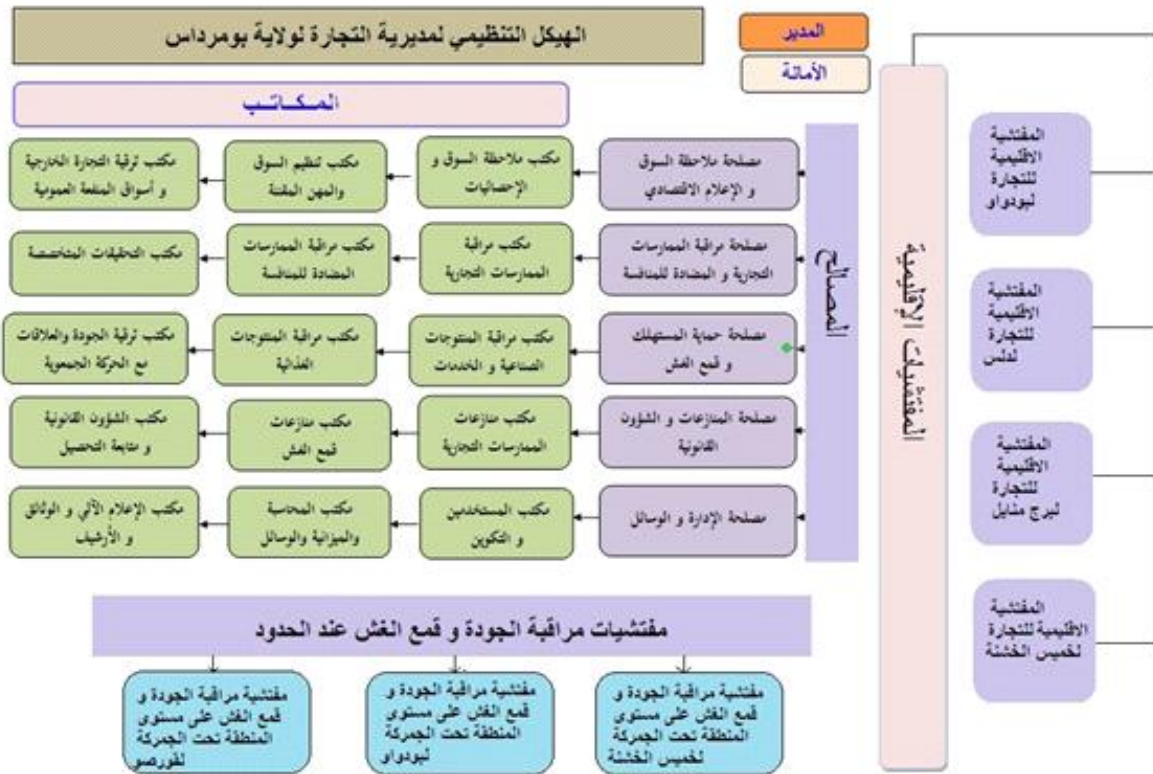 الهيكل التنظيمي لمديرية التجارة لولاية بومرداس
المدير
الأمانة
المـكـاتـب
المصالح
مصلحة ملاحظة السوق
و الإعلام الاقتصادي
مكتب ملاحظة السوق و
الإحصائيات
مكتب تنظيم السوق
والمهن المقننة
مكتب ترقية التجارة الخارجية
و أسواق المنفعة العمومية
مصلحة مراقبة الممارسات
التجارية و المضادة للمنافسة
مكتب مراقبة
الممارسات التجارية
مكتب مراقبة الممارسات
المضادة للمنافسة
مكتب التحقيقات المتخصصة
مصلحة حماية المستهلك
و قمع الغش
مكتب مراقبة المنتوجات
الصناعية و الخدمات
مكتب مراقبة المنتوجات
الغذائية
مكتب ترقية الجودة والعلاقات
مع الحركة الجمعوية
مصلحة المنازعات و الشؤون
القانونية
مكتب منازعات
الممارسات التجارية
مكتب منازعات
قمع الغش
مكتب الشؤون القانونية
و متابعة التحصيل
مصلحة الإدارة و الوسائل
مكتب المستخدمين
و التكوين
مكتب المحاسبة
والميزانية والوسائل
مكتب الإعلام الآلي و الوثائق
و الأرشيف
المفتشيات الإقليمية
المفتشية
الاقليمية
للتجارة
لبودواو
المفتشية
الاقليمية
للتجارة
لدلس
المفتشية
الاقليمية
للتجارة
لبرج منايل
المفتشية
الاقليمية للتجارة
لخميس الخشنة
مفتشيات مراقبة الجودة و قمع الغش عند الحدود
مفتشية مراقبة الجودة و
قمع الغش على مستوى
المنطقة تحت الجمركة
لخميس الخشنة
مفتشية مراقبة الجودة و
قمع الغش على مستوى
المنطقة تحت الجمركة
لبودواو
مفتشية مراقبة الجودة و
قمع الغش على مستوى
المنطقة تحت الجمركة
لقورصو